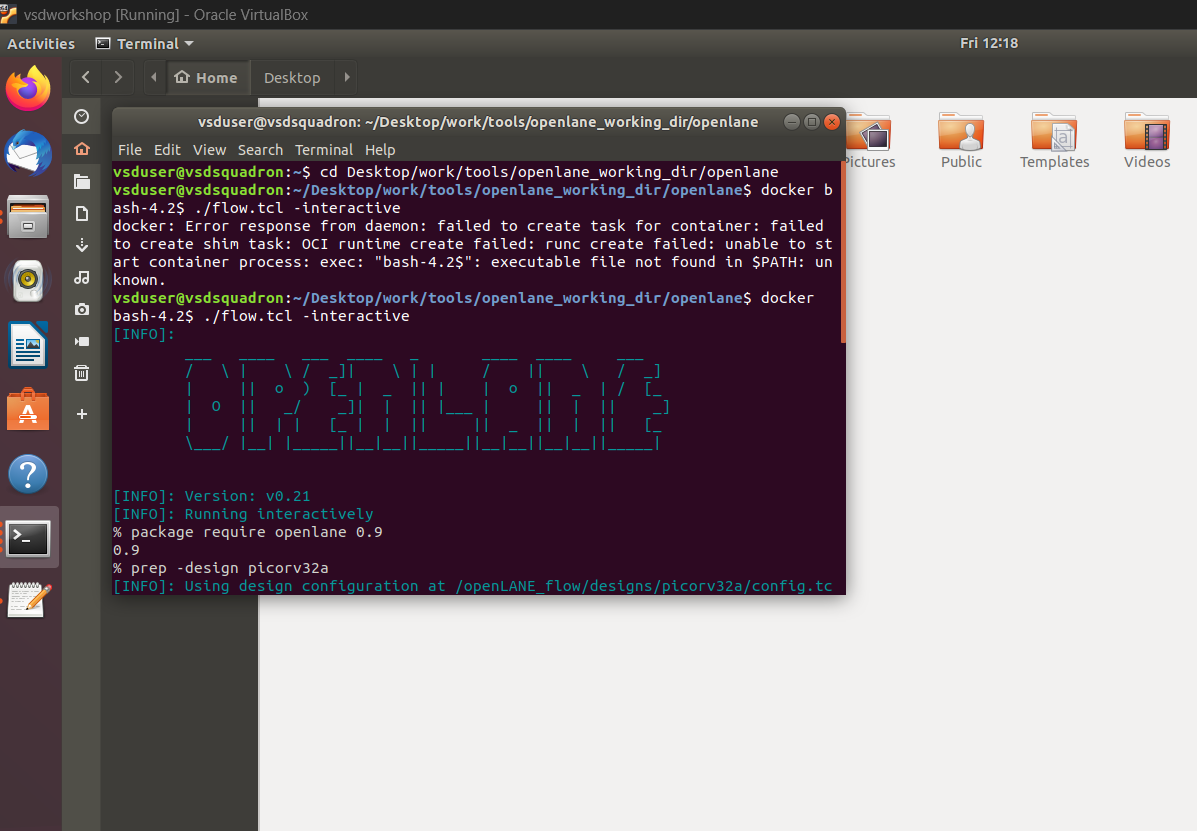 vsdworkshop [Running] - Oracle VirtualBox
Activities Terminal Fri 12:18
Home Desktop
vsduser@vsdsquadron: ~/Desktop/work/tools/openlane_working_dir/openlane
File Edit View Search Terminal Help
vsduser@vsdsquadron:~$ cd Desktop/work/tools/openlane_working_dir/openlane
vsduser@vsdsquadron:~/Desktop/work/tools/openlane_working_dir/openlane$ docker b
ash-4.2$ ./flow.tcl -interactive
docker: Error response from daemon: failed to create task for container: failed
to create shim task: OCI runtime create failed: runc create failed: unable to st
art container process: exec: "bash-4.2$": executable file not found in $PATH: un
known.
vsduser@vsdsquadron:~/Desktop/work/tools/openlane_working_dir/openlane$ docker
bash-4.2$ ./flow.tcl -interactive
[INFO]:
OPENLANE
[INFO]: Version: v0.21
[INFO]: Running interactively
% package require openlane 0.9
0.9
% prep -design picorv32a
[INFO]: Using design configuration at /openLANE_flow/designs/picorv32a/config.tc
Pictures Public Templates Videos